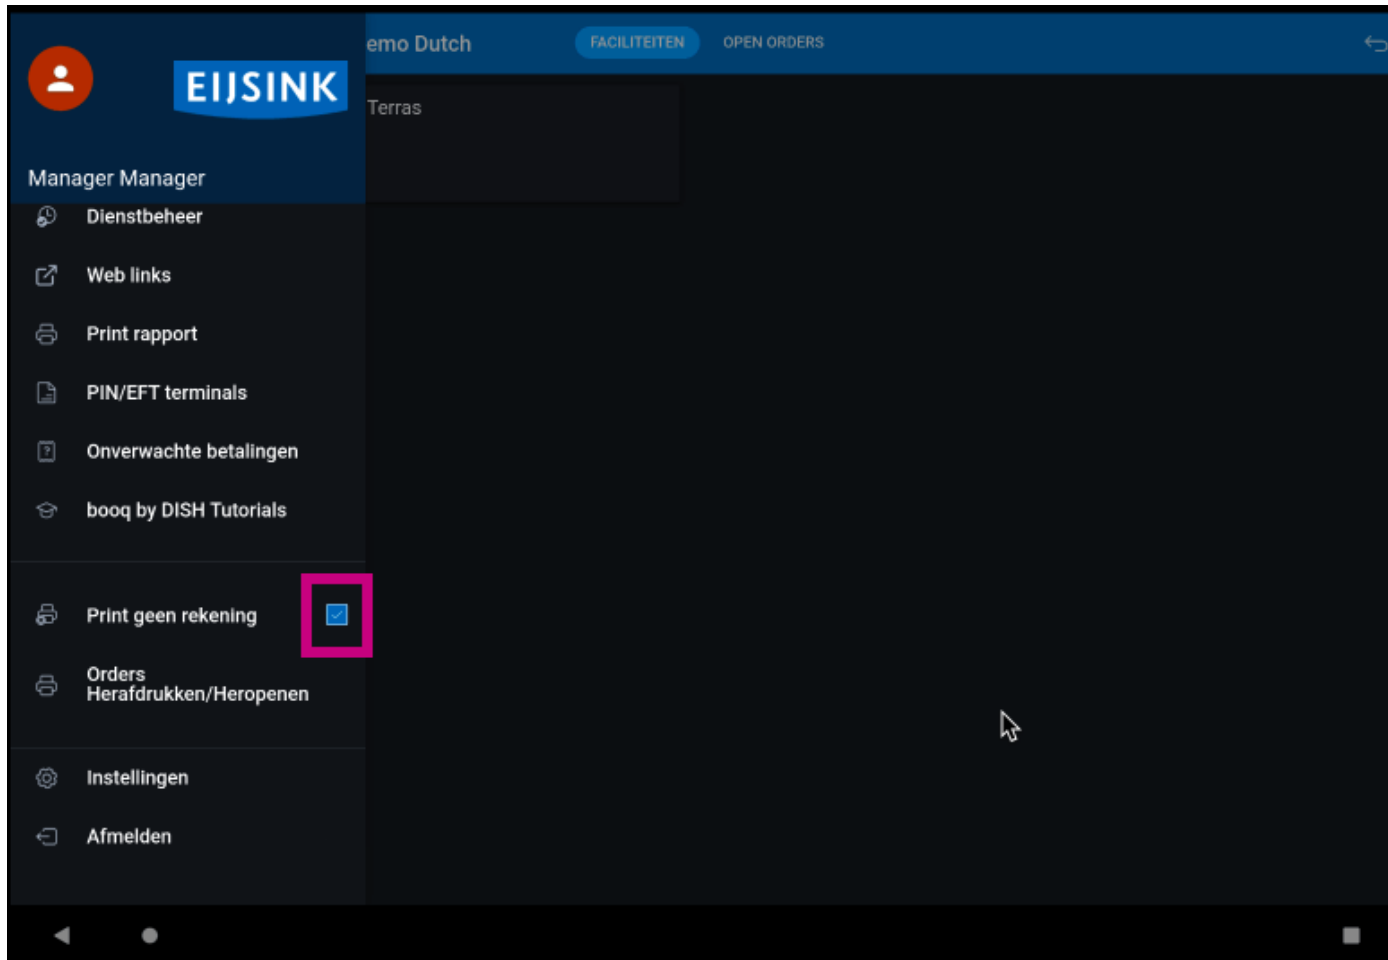 EIJSINK
Manager Manager
emo Dutch
FACILITEITEN
OPEN ORDERS
Terras
Dienstbeheer
Web links
Print rapport
PIN/EFT terminals
Onverwachte betalingen
booq by DISH Tutorials
Print geen rekening
Orders
Herafdrukken/Heropenen
Instellingen
Afmelden